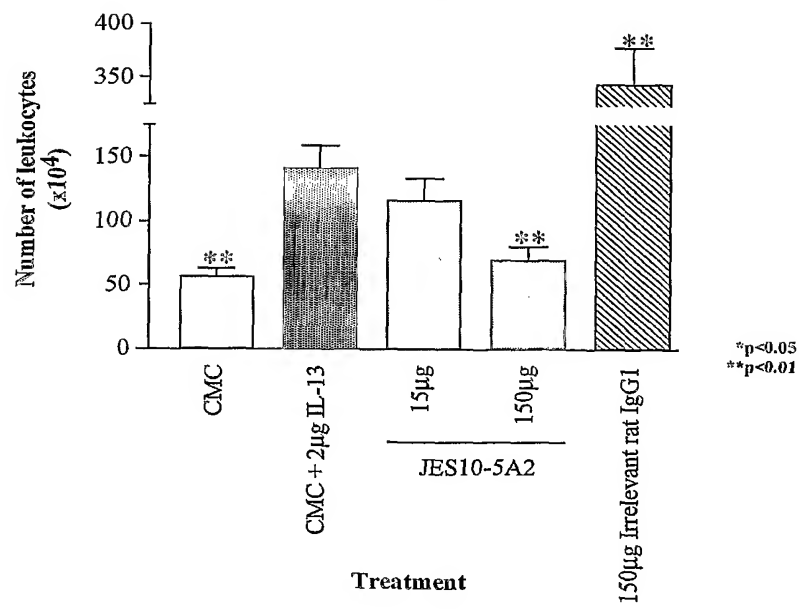 Number of leukocytes
(x10⁴)
400
350
150
100
50
0
**
**
**
CMC
CMC + 2µg IL-13
15µg
150µg
150µg Irrelevant rat IgG1
JES10-5A2
Treatment
*p<0.05
**p<0.01